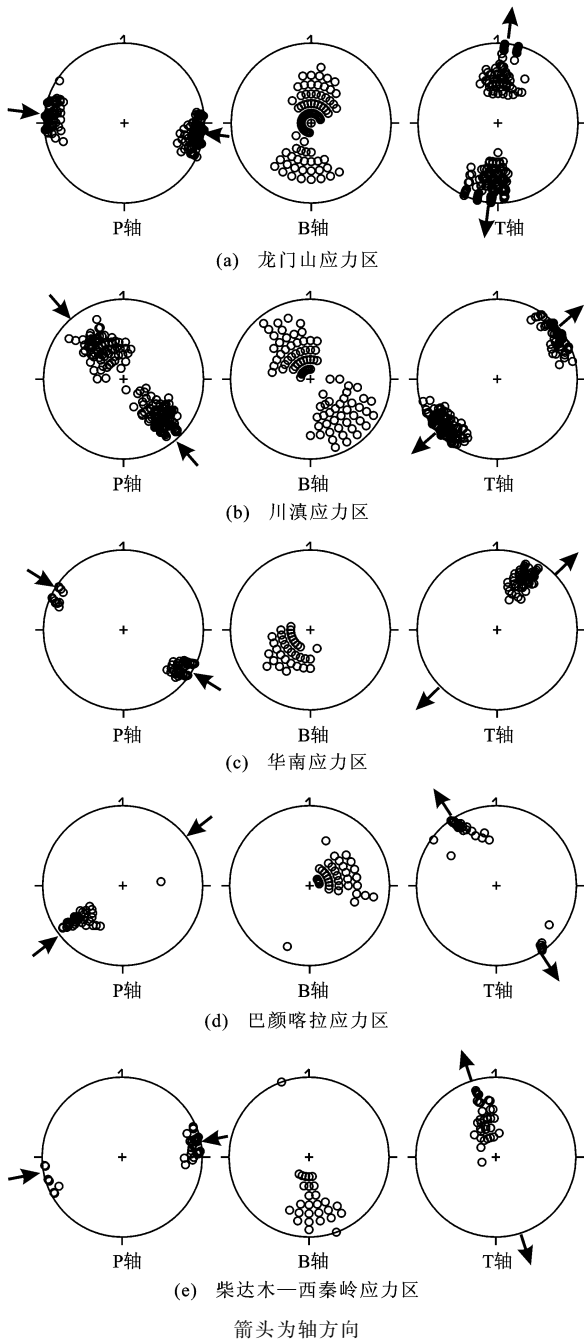 P轴 B轴 T轴
(a) 龙门山应力区
P轴 B轴 T轴
(b) 川滇应力区
P轴 B轴 T轴
(c) 华南应力区
P轴 B轴 T轴
(d) 巴颜喀拉应力区
P轴 B轴 T轴
(e) 柴达木—西秦岭应力区
箭头为轴方向